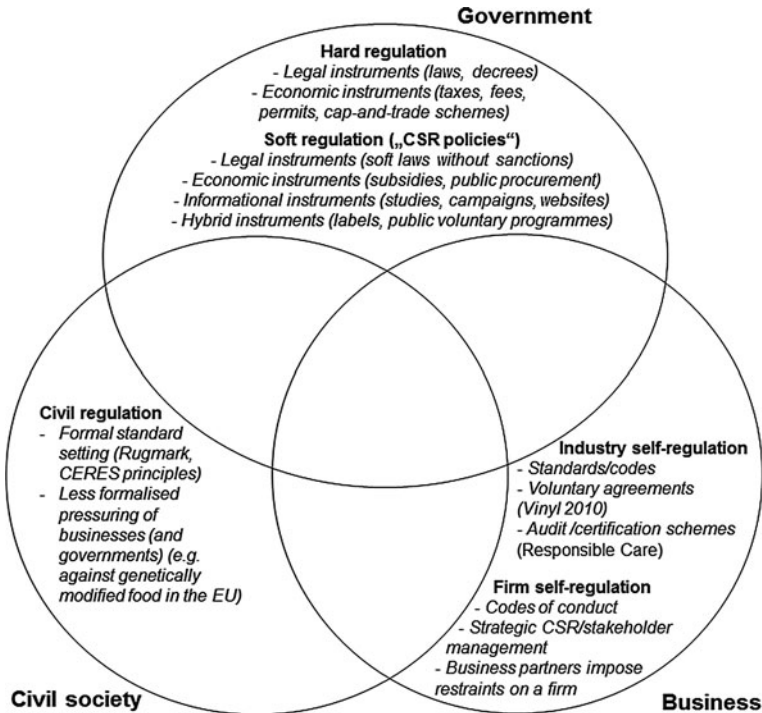 Government
Hard regulation
- Legal instruments (laws, decrees)
- Economic instruments (taxes, fees,
permits, cap-and-trade schemes)
Soft regulation („CSR policies“)
- Legal instruments (soft laws without sanctions)
- Economic instruments (subsidies, public procurement)
- Informational instruments (studies, campaigns, websites)
- Hybrid instruments (labels, public voluntary programmes)
Civil regulation
- Formal standard
setting (Rugmark,
CERES principles)
- Less formalised
pressuring of
businesses (and
governments) (e.g.
against genetically
modified food in the EU)
Industry self-regulation
- Standards/codes
- Voluntary agreements
(Vinyl 2010)
- Audit/certification schemes
(Responsible Care)
Firm self-regulation
- Codes of conduct
- Strategic CSR/stakeholder
management
- Business partners impose
restraints on a firm
Civil society
Business